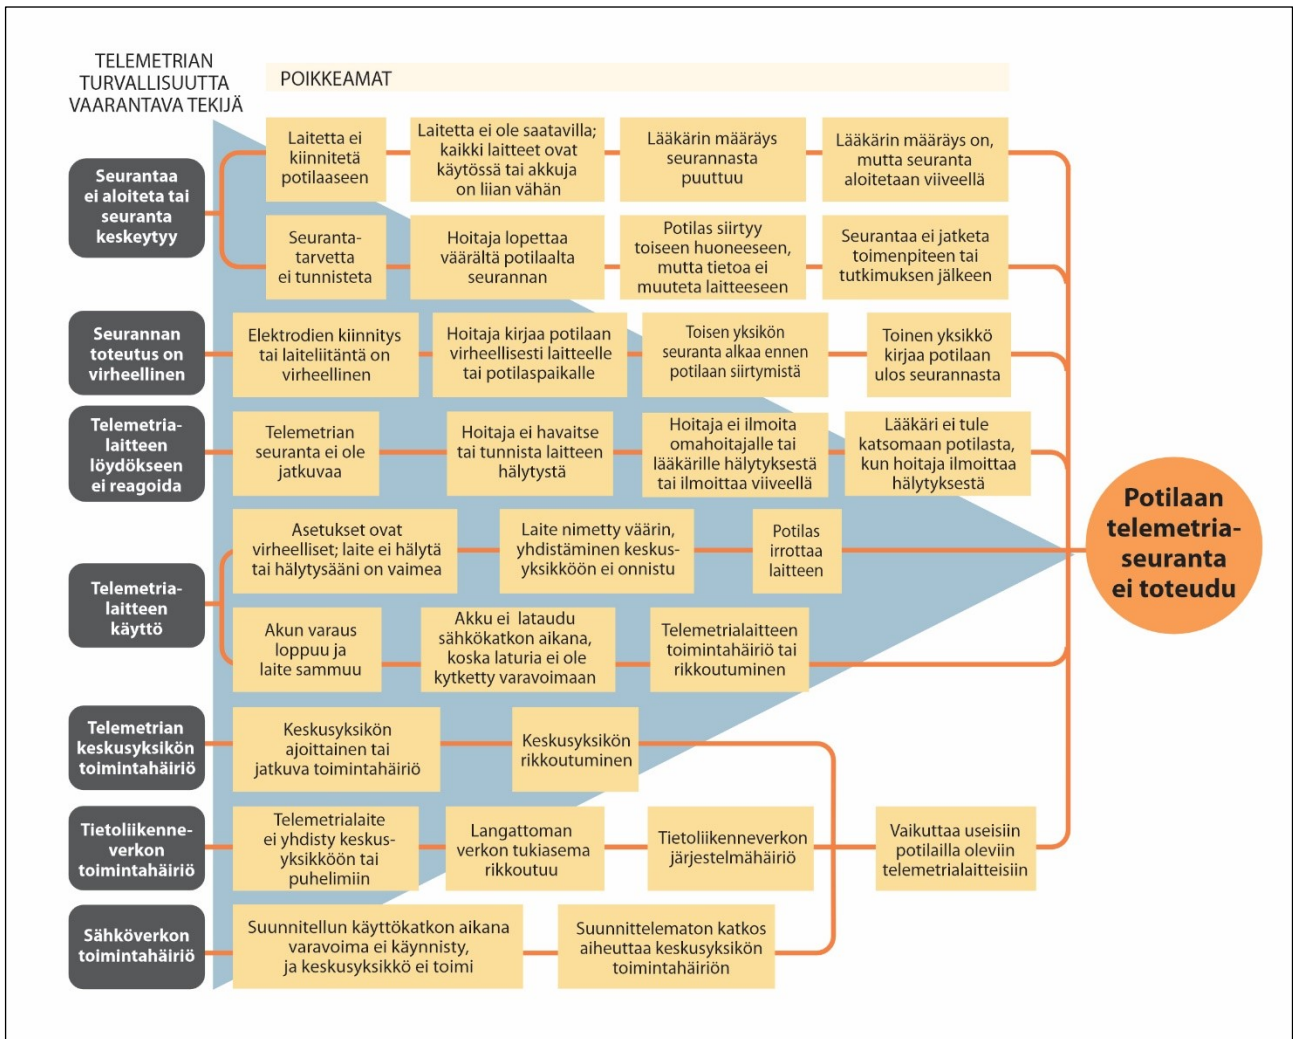 TELEMETRIAN
TURVALLISUUTTA
VAARANTAVA TEKIJÄ
POIKKEAMAT
Seurantaa
ei aloiteta tai
seuranta
keskeytyy
Laitetta ei
kiinnitetä
potilaaseen
Laitetta ei ole saatavilla;
kaikki laitteet ovat
käytössä tai akkuja
on liian vähän
Lääkärin määräys
seurannasta
puuttuu
Lääkärin määräys on,
mutta seuranta
aloitetaan viiveellä
Seuranta-
tarvetta
ei tunnisteta
Hoitaja lopettaa
väärältä potilaalta
seurannan
Potilas siirtyy
toiseen huoneeseen,
mutta tietoa ei
muuteta laitteeseen
Seurantaa ei jatketa
toimenpiteen tai
tutkimuksen jälkeen
Seurannan
toteutus on
virheellinen
Elektrodien kiinnitys
tai laiteliitäntä on
virheellinen
Hoitaja kirjaa potilaan
virheellisesti laitteelle
tai potilaspaikalle
Toisen yksikön
seuranta alkaa ennen
potilaan siirtymistä
Toinen yksikkö
kirjaa potilaan
ulos seurannasta
Telemetria-
laitteen
löydökseen
ei reagoida
Telemetrian
seuranta ei ole
jatkuvaa
Hoitaja ei havaitse
tai tunnista laitteen
hälytystä
Hoitaja ei ilmoita
omahoitajalle tai
lääkärille hälytyksestä
tai ilmoittaa viiveellä
Lääkäri ei tule
katsomaan potilasta,
kun hoitaja ilmoittaa
hälytyksestä
Potilaan
telemetria-
seuranta
ei toteudu
Telemetria-
laitteen
käyttö
Asetukset ovat
virheelliset; laite ei hälytä
tai hälytysääni on vaimea
Laite nimetty väärin,
yhdistäminen keskus-
yksikköön ei onnistu
Potilas
irrottaa
laitteen
Akun varaus
loppuu ja
laite sammuu
Akku ei lataudu
sähkökatkon aikana,
koska laturia ei ole
kytketty varavoimaan
Telemetrialaitteen
toimintahäiriö tai
rikkoutuminen
Telemetrian
keskusyksikön
toimintahäiriö
Keskusyksikön
ajoittainen tai
jatkuva toimintahäiriö
Keskusyksikön
rikkoutuminen
Tietoliikenne-
verkon
toimintahäiriö
Telemetrialaite
ei yhdisty keskus-
yksikköön tai
puhelimiin
Langattoman
verkon tukiasema
rikkoutuu
Tietoliikenneverkon
järjestelmähäiriö
Vaikuttaa useisiin
potilailla oleviin
telemetrialaitteisiin
Sähköverkon
toimintahäiriö
Suunnitellun käyttökatkon aikana
varavoima ei käynnisty,
ja keskusyksikkö ei toimi
Suunnittelematon katkos
aiheuttaa keskusyksikön
toimintahäiriön